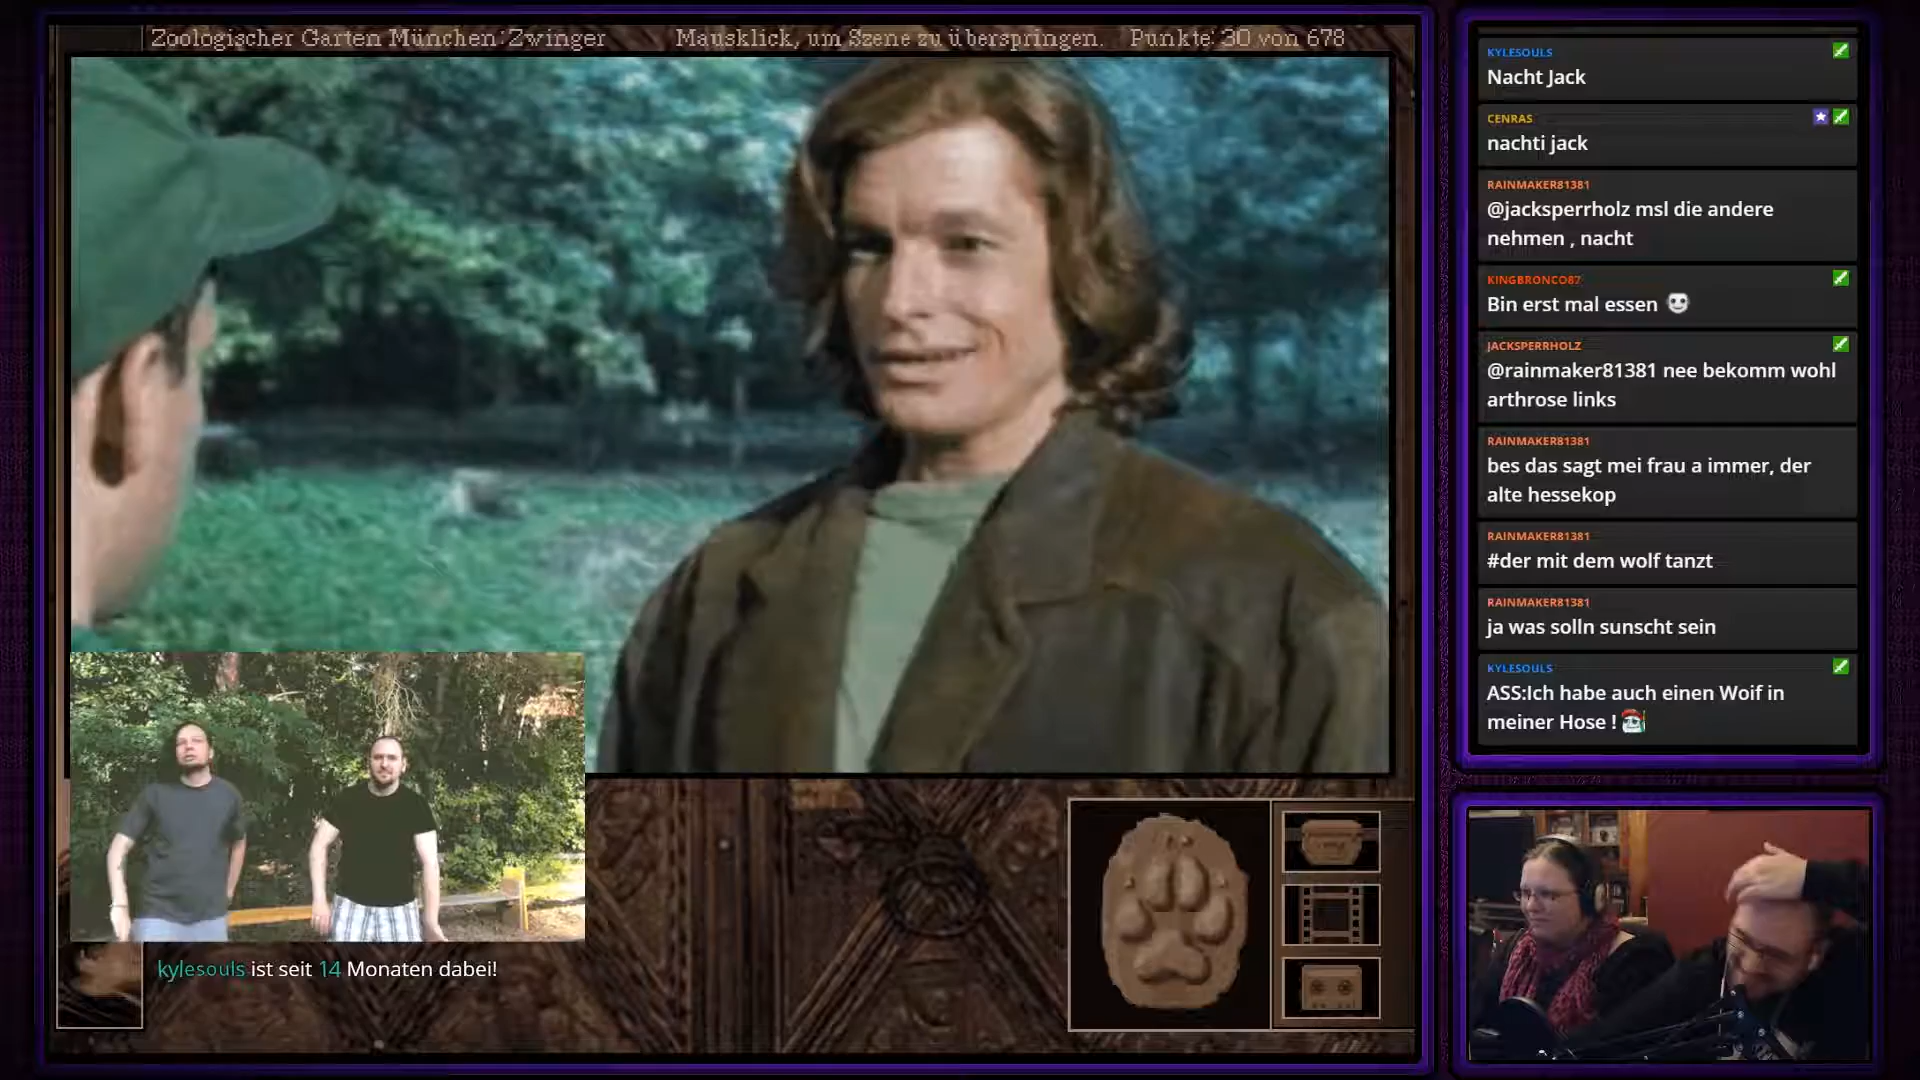 Zoologischer Garten München: Zwinger
Mausklick, um Szene zu überspringen.
Punkte: 30 von 678
KYLESOULS
Nacht Jack
CENRAS
nachti jack
RAINMAKER81381
@jacksperrholz msl die andere
nehmen , nacht
KINGBRONCO87
Bin erst mal essen
JACKSPERRHOLZ
@rainmaker81381 nee bekomm wohl
arthrose links
RAINMAKER81381
bes das sagt mei frau a immer, der
alte hessekop
RAINMAKER81381
#der mit dem wolf tanzt
RAINMAKER81381
ja was solln sunscht sein
KYLESOULS
ASS:Ich habe auch einen Woif in
meiner Hose !
kylesouls ist seit 14 Monaten dabei!